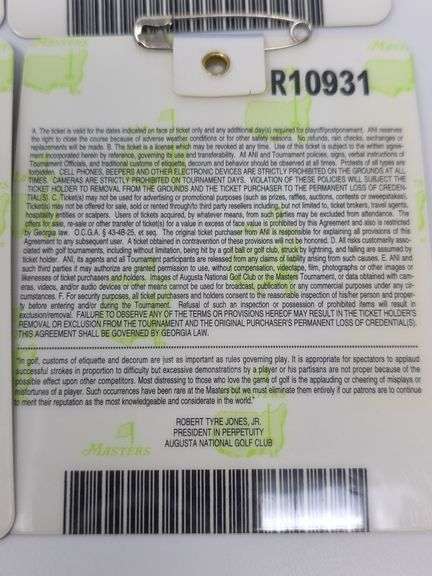 R10931
A. The ticket is valid for the dates indicated on face of ticket only and any additional day(s) required for playoff/postponement. ANI reserves
the right to close the course because of adverse weather conditions or for other safety reasons. No refunds, rain checks, exchanges or
replacements will be made. B. The ticket is a license which may be revoked at any time. Use of this ticket is subject to the written agree-
ment incorporated herein by reference, governing its use and transferability. All ANI and Tournament policies, signs, verbal instructions of
Tournament Officials, and traditional customs of etiquette, decorum and behavior should be observed at all times. Protests of all types are
forbidden. CELL PHONES, BEEPERS AND OTHER ELECTRONIC DEVICES ARE STRICTLY PROHIBITED ON THE GROUNDS AT ALL
TIMES. CAMERAS ARE STRICTLY PROHIBITED ON TOURNAMENT DAYS. VIOLATION OF THESE POLICIES WILL SUBJECT THE
TICKET HOLDER TO REMOVAL FROM THE GROUNDS AND THE TICKET PURCHASER TO THE PERMANENT LOSS OF CREDEN-
TIALS. C. Ticket(s) may not be used for advertising or promotional purposes (such as prizes, raffles, auctions, contests or sweepstakes).
Ticket(s) may not be offered for sale, sold or rented through/to third party resellers including, but not limited to, ticket brokers, travel agents,
hospitality entities or scalpers. Users of tickets acquired, by whatever means, from such parties may be excluded from attendance. The
offers for sale, re-sale or other transfer of ticket(s) for a value in excess of face value is prohibited by this Agreement and also is restricted
by Georgia law. O.C.G.A. § 43-4B-25, et seq. The original ticket purchaser from ANI is responsible for explaining all provisions of this
Agreement to any subsequent user. A ticket obtained in contravention of these provisions will not be honored. D. All risks customarily associ-
ated with golf tournaments, including without limitation, being hit by a golf ball or golf club, struck by lightning, and falling are assumed by
ticket holder. ANI, its agents and all Tournament participants are released from any claims of liability arising from such causes. E. ANI and
such third parties it may authorize are granted permission to use, without compensation, videotape, film, photographs or other images or
likenesses of ticket purchasers and holders. Images of Augusta National Golf Club or the Masters Tournament, or data obtained with cam-
eras, videos, and/or audio devices or other means cannot be used for broadcast, publication or any commercial purposes under any cir-
cumstances. F. For security purposes, all ticket purchasers and holders consent to the reasonable inspection of his/her person and proper-
ty before entering and/or during the Tournament. Refusal of such an inspection or possession of prohibited items will result in
exclusion/removal. FAILURE TO OBSERVE ANY OF THE TERMS OR PROVISIONS HEREOF MAY RESULT IN THE TICKET HOLDER'S
REMOVAL OR EXCLUSION FROM THE TOURNAMENT AND THE ORIGINAL PURCHASER'S PERMANENT LOSS OF CREDENTIAL(S).
THIS AGREEMENT SHALL BE GOVERNED BY GEORGIA LAW.
"In golf, customs of etiquette and decorum are just as important as rules governing play. It is appropriate for spectators to applaud
successful strokes in proportion to difficulty but excessive demonstrations by a player or his partisans are not proper because of the
possible effect upon other competitors. Most distressing to those who love the game of golf is the applauding or cheering of misplays or
misfortunes of a player. Such occurrences have been rare at the Masters but we must eliminate them entirely if our patrons are to continue
to merit their reputation as the most knowledgeable and considerate in the world."
ROBERT TYRE JONES, JR.
PRESIDENT IN PERPETUITY
AUGUSTA NATIONAL GOLF CLUB
MASTERS